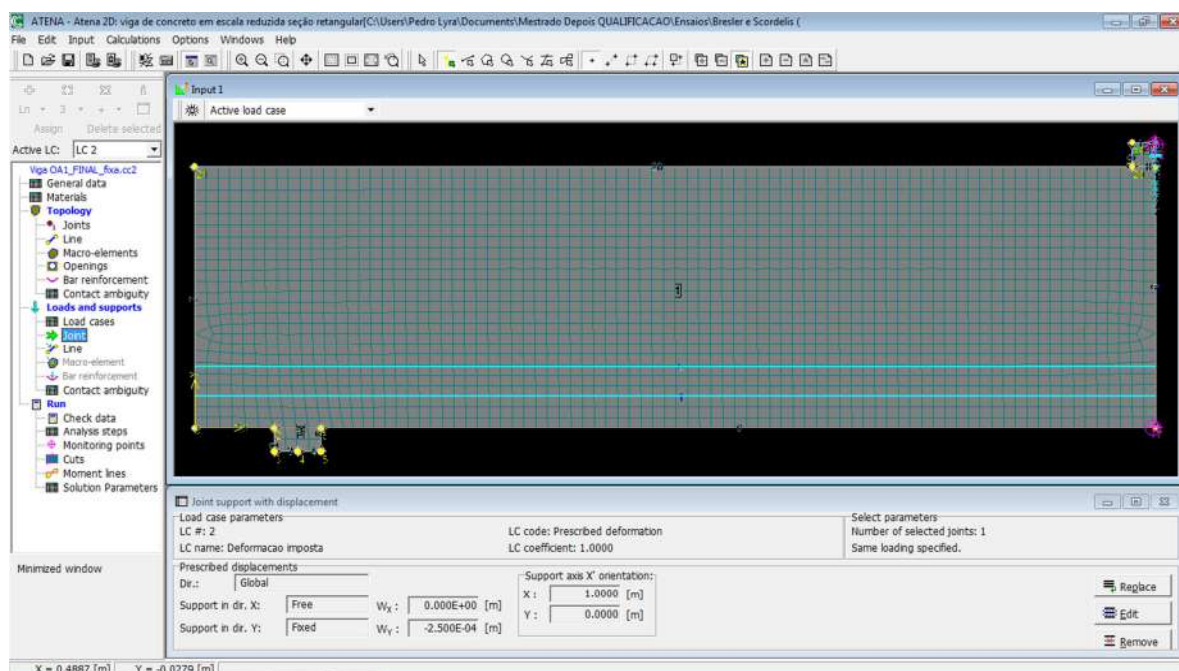 ATENA - Atena 2D: viga de concreto em escala reduzida seção retangular[C:\Users\Pedro Lyra\Documents\Mestrado Depois QUALIFICACAO\Ensaios\Bresler e Scordelis (
File Edit Input Calculations Options Windows Help
Input 1
Active load case
Ln 3
Assign Delete selected
Active LC: LC 2
Viga OA1_FINAL_fixa.cc2
General data
Materials
Topology
Joints
Line
Macro-elements
Openings
Bar reinforcement
Contact ambiguity
Loads and supports
Load cases
Joint
Line
Macro-element
Bar reinforcement
Contact ambiguity
Run
Check data
Analysis steps
Monitoring points
Cuts
Moment lines
Solution Parameters
Minimized window
1
3 4 5
Joint support with displacement
Load case parameters
LC #: 2 LC code: Prescribed deformation
LC name: Deformacao imposta LC coefficient: 1.0000
Select parameters
Number of selected joints: 1
Same loading specified.
Prescribed displacements
Dir.: Global
Support in dir. X: Free Wx : 0.000E+00 [m]
Support in dir. Y: Fixed WY : -2.500E-04 [m]
Support axis X' orientation:
X : 1.0000 [m]
Y : 0.0000 [m]
Replace
Edit
Remove
X = 0.4887 [m] Y = -0.0279 [m]